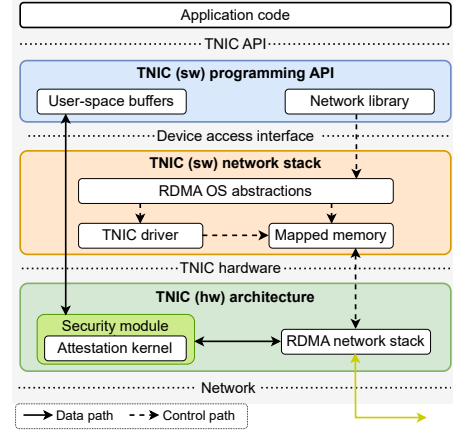 Application code
TNIC API
TNIC (sw) programming API
User-space buffers
Network library
Device access interface
TNIC (sw) network stack
RDMA OS abstractions
TNIC driver
Mapped memory
TNIC hardware
TNIC (hw) architecture
Security module
Attestation kernel
RDMA network stack
Network
Data path
Control path